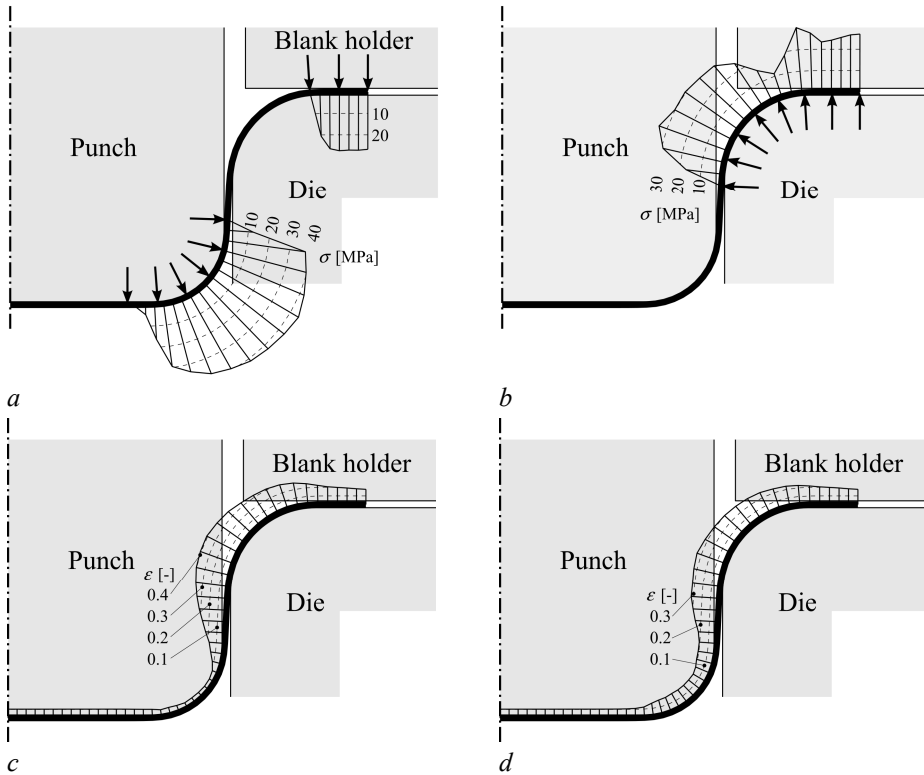 Blank holder
10
20
Punch
Die
10
20
30
40
σ [MPa]
a
Punch
Die
30
20
10
σ [MPa]
b
Blank holder
Punch
ε [-]
0.4
0.3
0.2
0.1
Die
c
Blank holder
Punch
ε [-]
0.3
0.2
0.1
Die
d